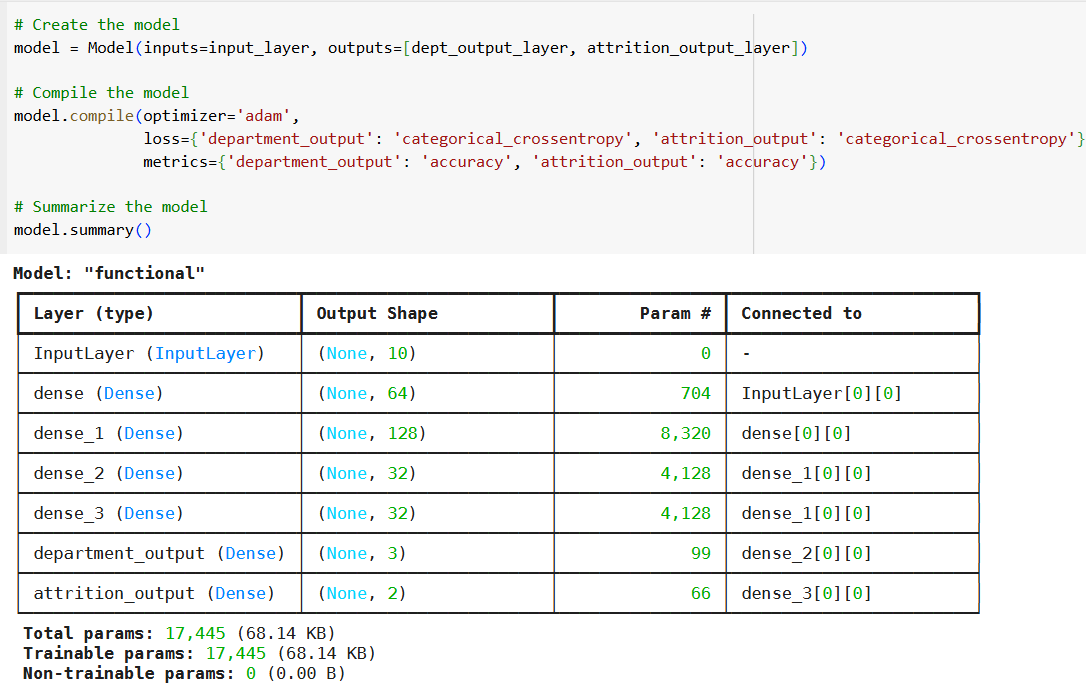 # Create the model
model = Model(inputs=input_layer, outputs=[dept_output_layer, attrition_output_layer])
# Compile the model
model.compile(optimizer='adam',
loss={'department_output': 'categorical_crossentropy', 'attrition_output': 'categorical_crossentropy'}
metrics={'department_output': 'accuracy', 'attrition_output': 'accuracy'})
# Summarize the model
model.summary()
Model: "functional"
Layer (type) Output Shape Param # Connected to
InputLayer (InputLayer) (None, 10) 0 -
dense (Dense) (None, 64) 704 InputLayer[0][0]
dense_1 (Dense) (None, 128) 8,320 dense[0][0]
dense_2 (Dense) (None, 32) 4,128 dense_1[0][0]
dense_3 (Dense) (None, 32) 4,128 dense_1[0][0]
department_output (Dense) (None, 3) 99 dense_2[0][0]
attrition_output (Dense) (None, 2) 66 dense_3[0][0]
Total params: 17,445 (68.14 KB)
Trainable params: 17,445 (68.14 KB)
Non-trainable params: 0 (0.00 B)